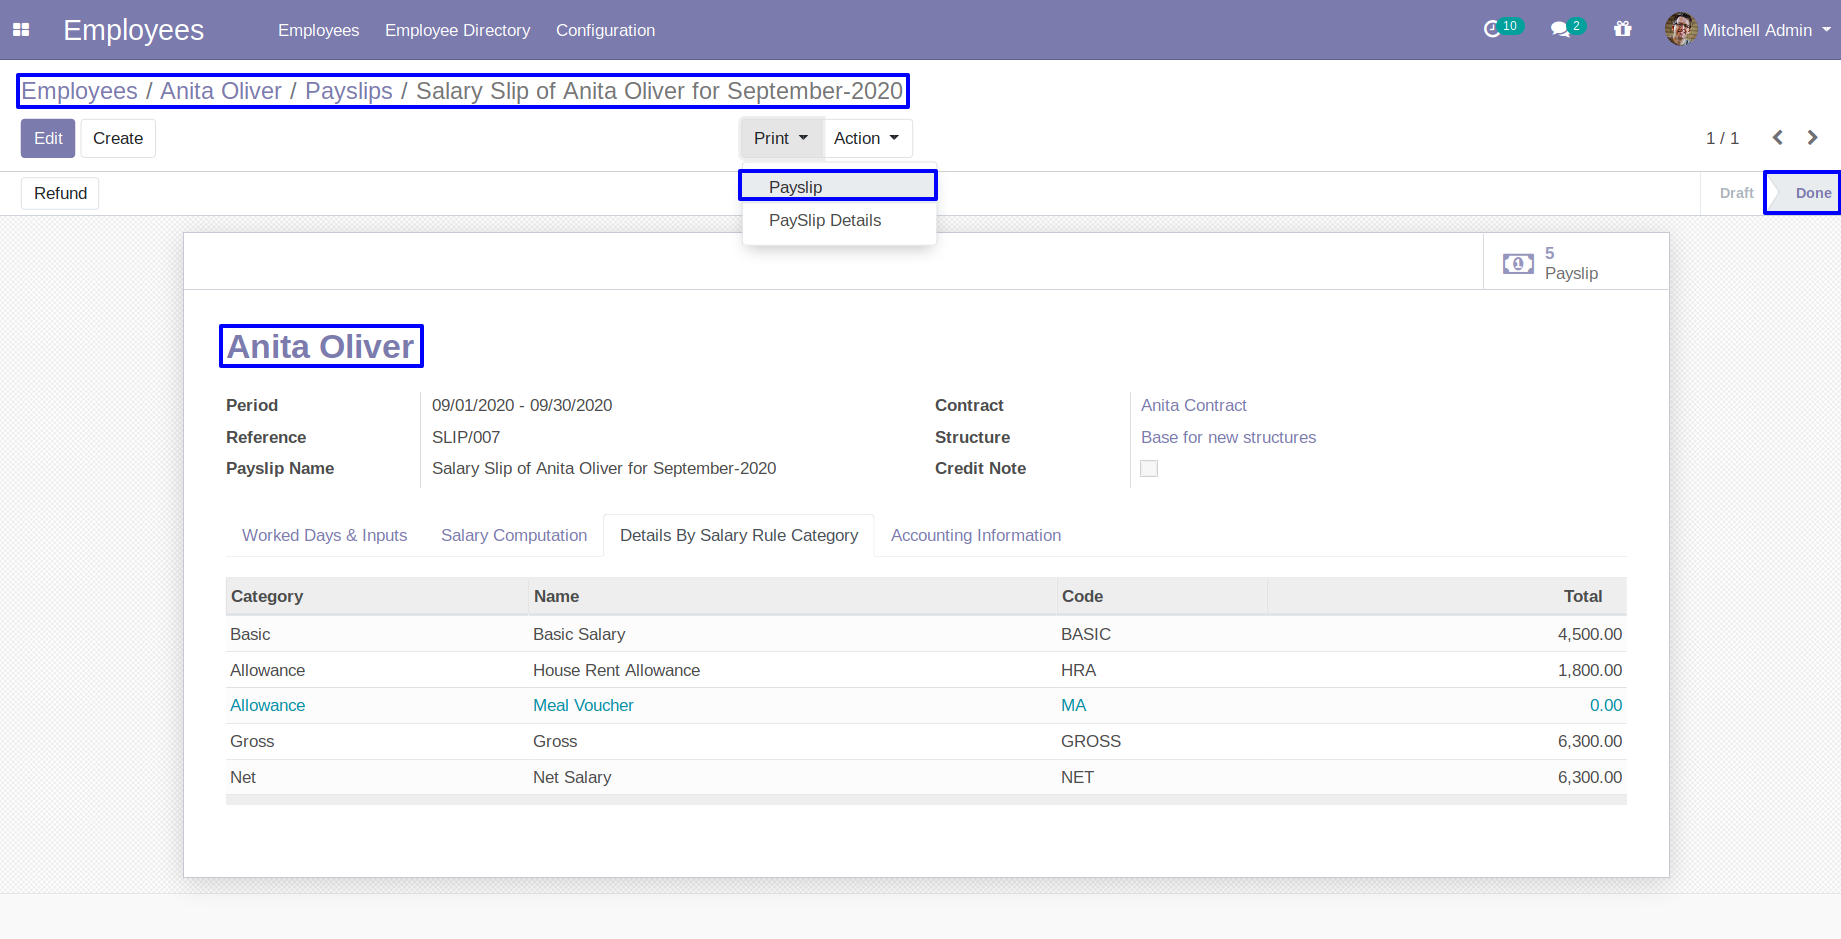 Employees Employees Employee Directory Configuration 10 2 Mitchell Admin
Employees / Anita Oliver / Payslips / Salary Slip of Anita Oliver for September-2020
Edit Create Print Action 1 / 1
Refund Payslip Draft Done
PaySlip Details
5
Payslip
Anita Oliver
Period 09/01/2020 - 09/30/2020 Contract Anita Contract
Reference SLIP/007 Structure Base for new structures
Payslip Name Salary Slip of Anita Oliver for September-2020 Credit Note
Worked Days & Inputs Salary Computation Details By Salary Rule Category Accounting Information
Category Name Code Total
Basic Basic Salary BASIC 4,500.00
Allowance House Rent Allowance HRA 1,800.00
Allowance Meal Voucher MA 0.00
Gross Gross GROSS 6,300.00
Net Net Salary NET 6,300.00